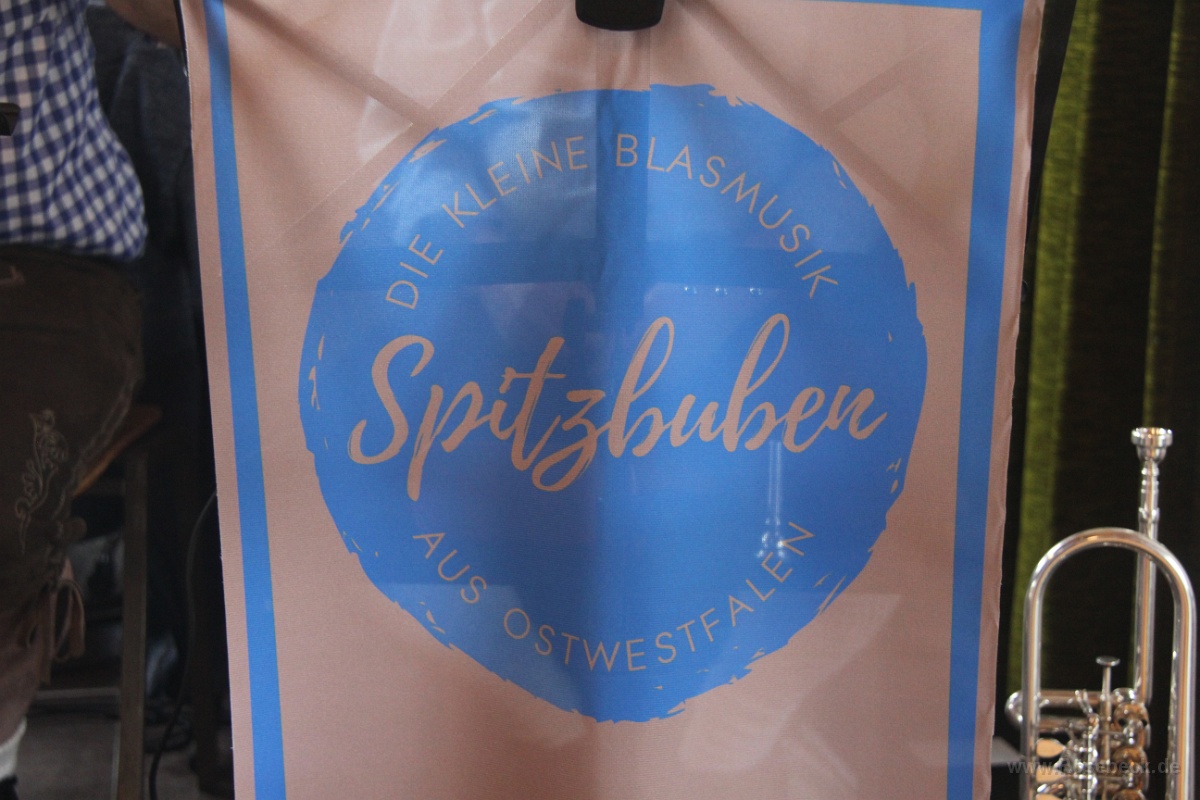 DIE KLEINE BLASMUSIK
Spitzbuben
AUS OSTWESTFALEN